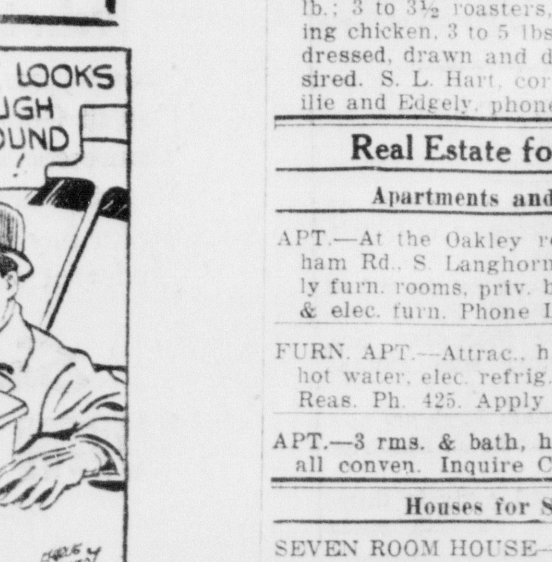 LOOKS
UGH
OUND
!
lb.; 3 to 3½ roasters,
ing chicken, 3 to 5 lbs
dressed, drawn and d
sired. S. L. Hart, cor
ilie and Edgely, phone
Real Estate fo
Apartments and
APT.—At the Oakley r
ham Rd., S. Langhorn
ly furn. rooms, priv. b
& elec. furn. Phone L
FURN. APT.—Attrac., h
hot water, elec. refrig.
Reas. Ph. 425. Apply
APT.—3 rms. & bath, h
all conven. Inquire C
Houses for S
SEVEN ROOM HOUSE—